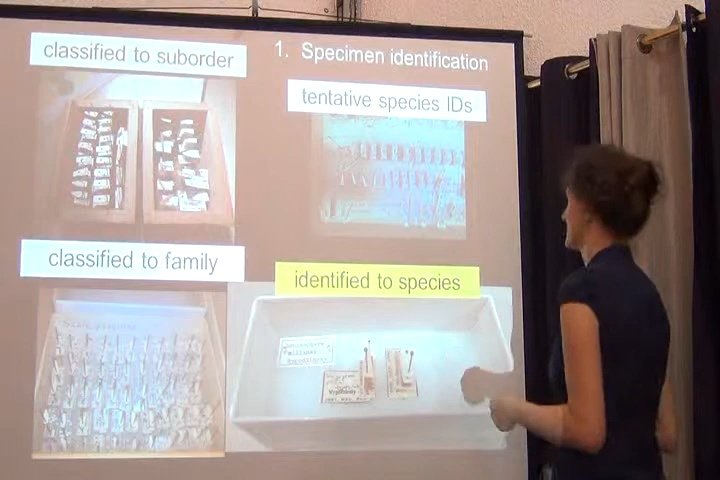 classified to suborder
1. Specimen identification
tentative species IDs
classified to family
identified to species